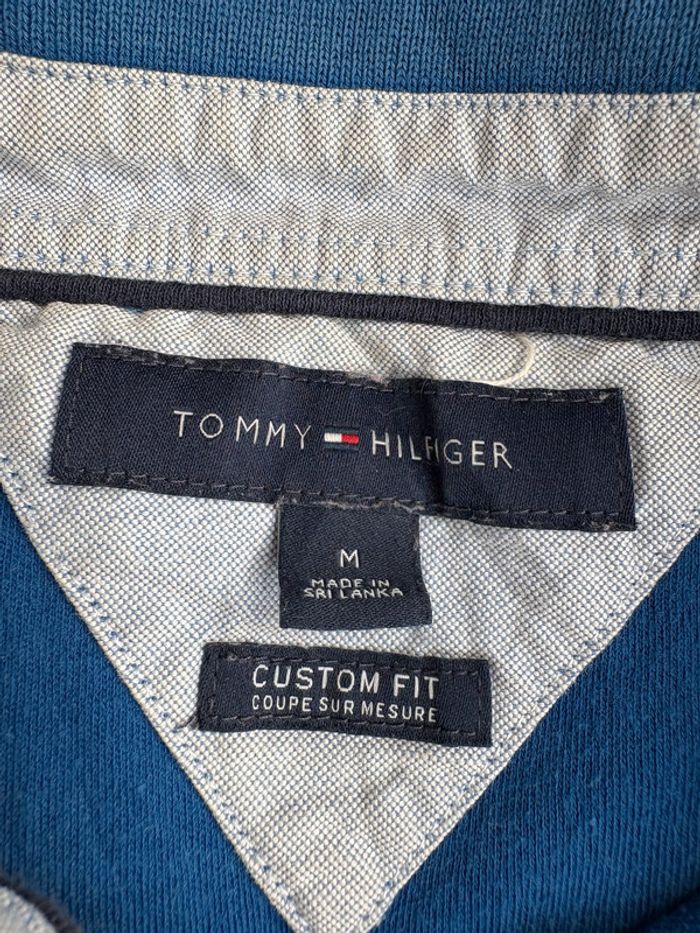 TOMMY HILFIGER
M
MADE IN
SRI LANKA
CUSTOM FIT
COUPE SUR MESURE